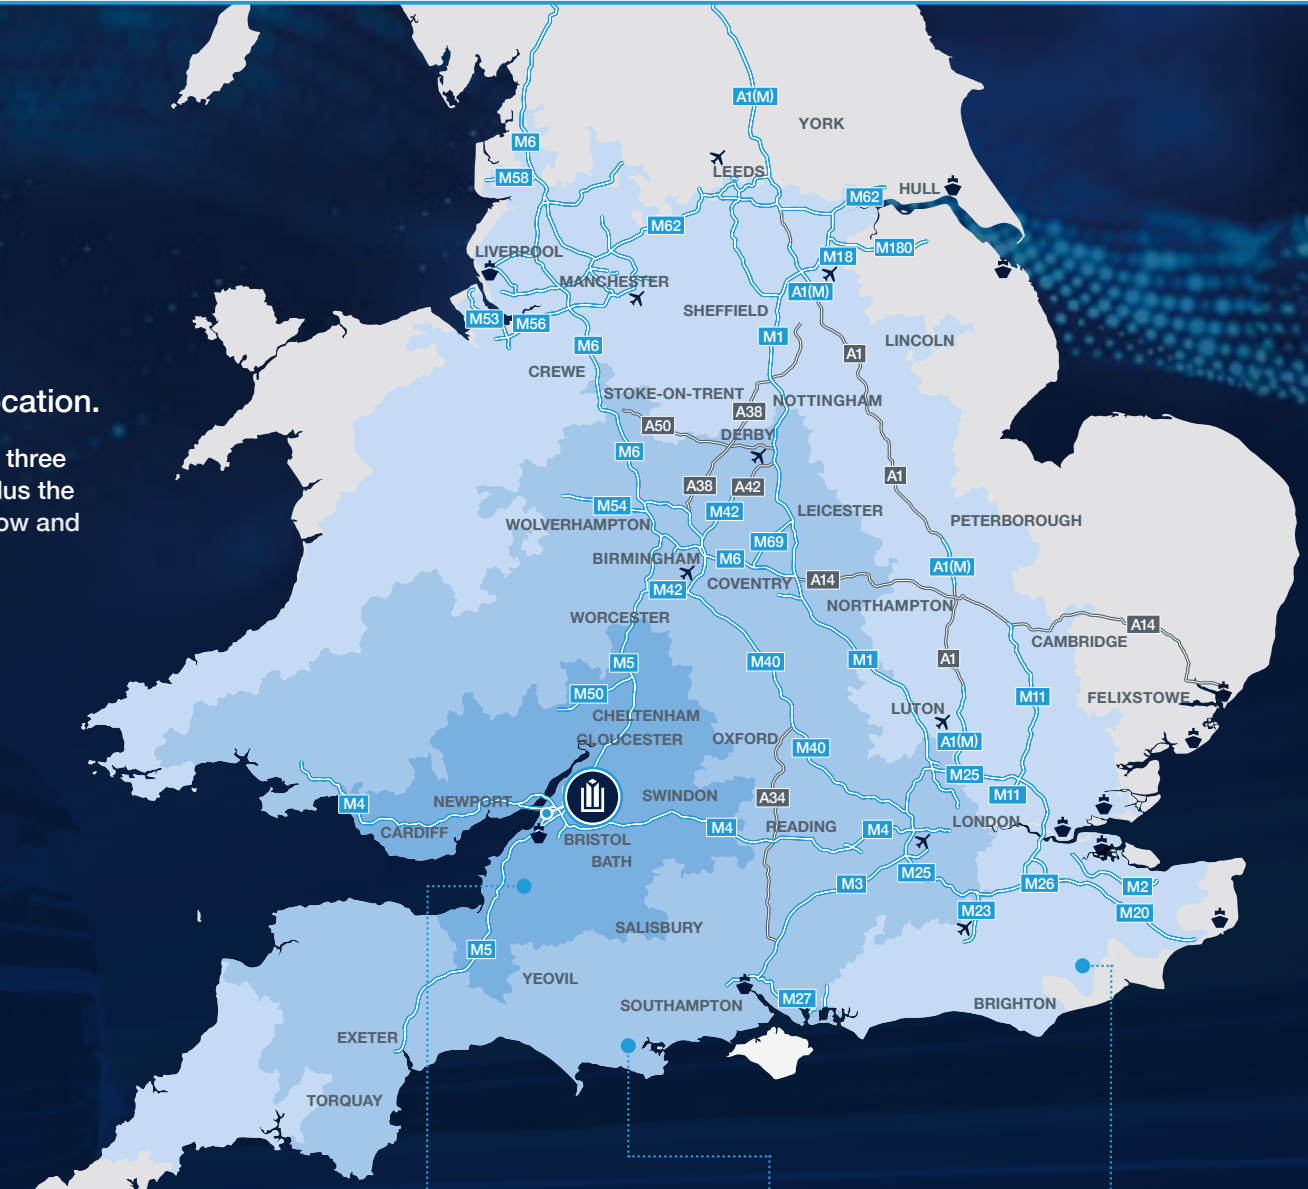 A1(M)
YORK
M6
LEEDS
M58
M62
HULL
M62
M180
LIVERPOOL
M18
MANCHESTER
A1(M)
SHEFFIELD
M53
M56
M1
LINCOLN
M6
A1
CREWE
cation.
STOKE-ON-TRENT
NOTTINGHAM
A38
A50
DERBY
three
M6
lus the
A1
A38
A42
M54
M42
LEICESTER
ow and
WOLVERHAMPTON
PETERBOROUGH
M69
BIRMINGHAM
M6
A1(M)
COVENTRY
A14
M42
NORTHAMPTON
WORCESTER
A14
CAMBRIDGE
M5
M40
M1
A1
M50
M11
FELIXSTOWE
CHELTENHAM
LUTON
GLOUCESTER
OXFORD
M40
A1(M)
M25
M4
NEWPORT
SWINDON
A34
M11
CARDIFF
M4
READING
M4
LONDON
BRISTOL
BATH
M25
M3
M26
M2
M23
M20
SALISBURY
M5
YEOVIL
SOUTHAMPTON
M27
BRIGHTON
EXETER
TORQUAY